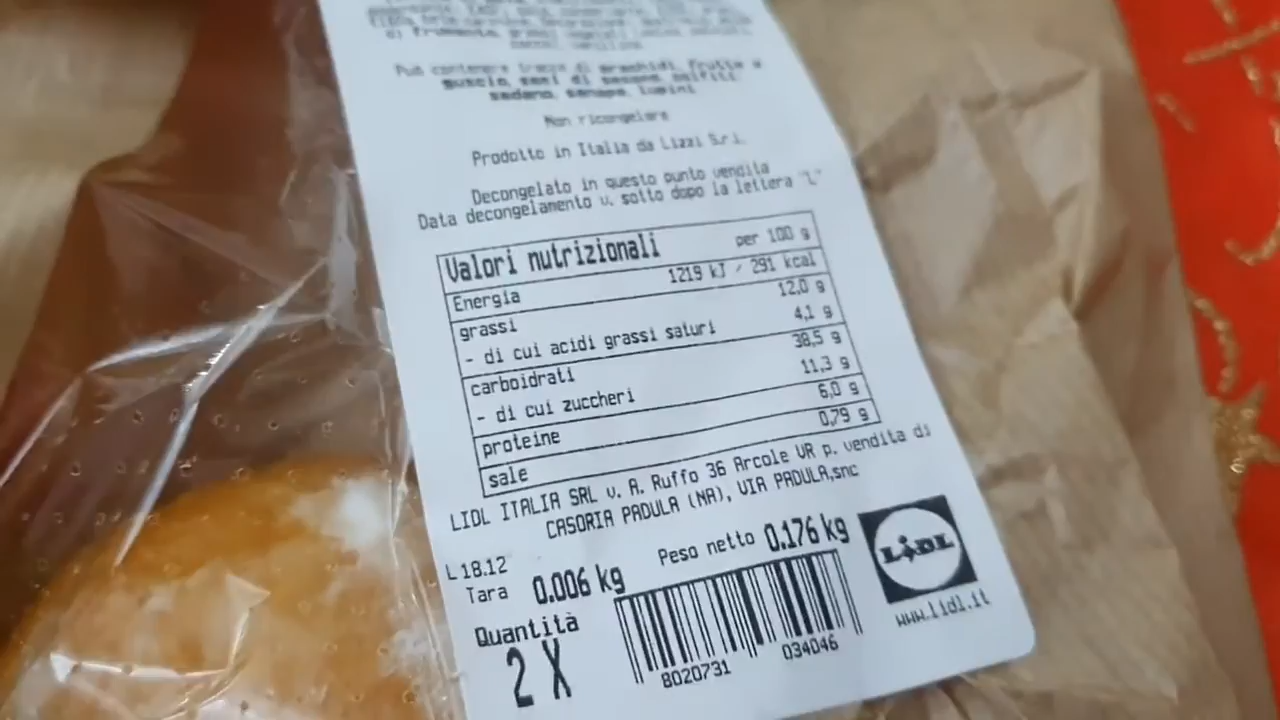 di frumento, grassi vegetali
Può contenere tracce di arachidi, frutta a
guscio, semi di sesamo, solfiti,
sedano, senape, lupini
Non ricongelare
Prodotto in Italia da Lizzi S.r.l.
Decongelato in questo punto vendita
Data decongelamento v. sotto dopo la lettera "L"
Valori nutrizionali per 100 g
Energia 1219 kJ / 291 kcal
grassi 12,0 g
- di cui acidi grassi saturi 4,1 g
carboidrati 38,5 g
- di cui zuccheri 11,3 g
proteine 6,0 g
sale 0,79 g
LIDL ITALIA SRL v. A. Ruffo 36 Arcole VR p. vendita di
CASORIA PADULA (NA), VIA PADULA,snc
L 18.12
Peso netto 0.176 kg
Tara 0.006 kg
Quantità
2 X
8020731 034046
LIDL
www.lidl.it